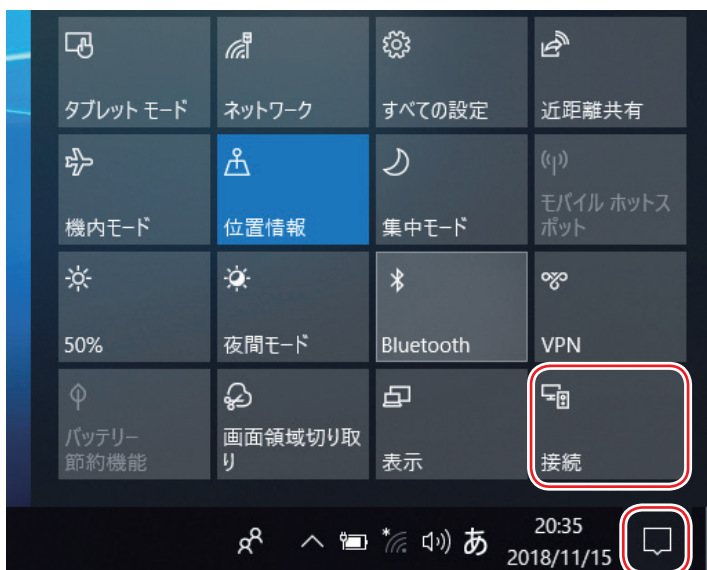 タブレット モード
ネットワーク
すべての設定
近距離共有
機内モード
位置情報
集中モード
モバイル ホットス
ポット
50%
夜間モード
Bluetooth
VPN
バッテリー
節約機能
画面領域切り取
り
表示
接続
あ
20:35
2018/11/15